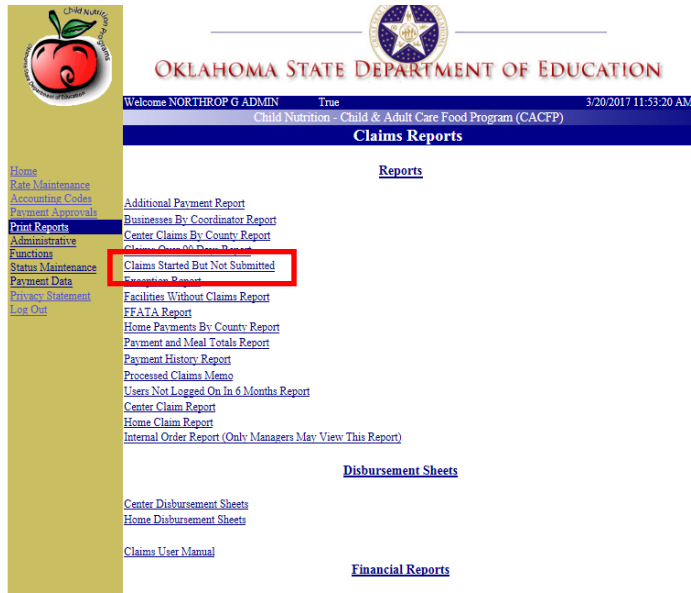 Child Nutrition Programs
Oklahoma State Department of Education
Welcome NORTHROP G ADMIN True 3/20/2017 11:53:20 AM
Child Nutrition - Child & Adult Care Food Program (CACFP)
Claims Reports
Home
Rate Maintenance
Accounting Codes
Payment Approvals
Print Reports
Administrative
Functions
Status Maintenance
Payment Data
Privacy Statement
Log Out
Reports
Additional Payment Report
Businesses By Coordinator Report
Center Claims By County Report
Claims Over 90 Days Report
Claims Started But Not Submitted
Exception Report
Facilities Without Claims Report
FFATA Report
Home Payments By County Report
Payment and Meal Totals Report
Payment History Report
Processed Claims Memo
Users Not Logged On In 6 Months Report
Center Claim Report
Home Claim Report
Internal Order Report (Only Managers May View This Report)
Disbursement Sheets
Center Disbursement Sheets
Home Disbursement Sheets
Claims User Manual
Financial Reports